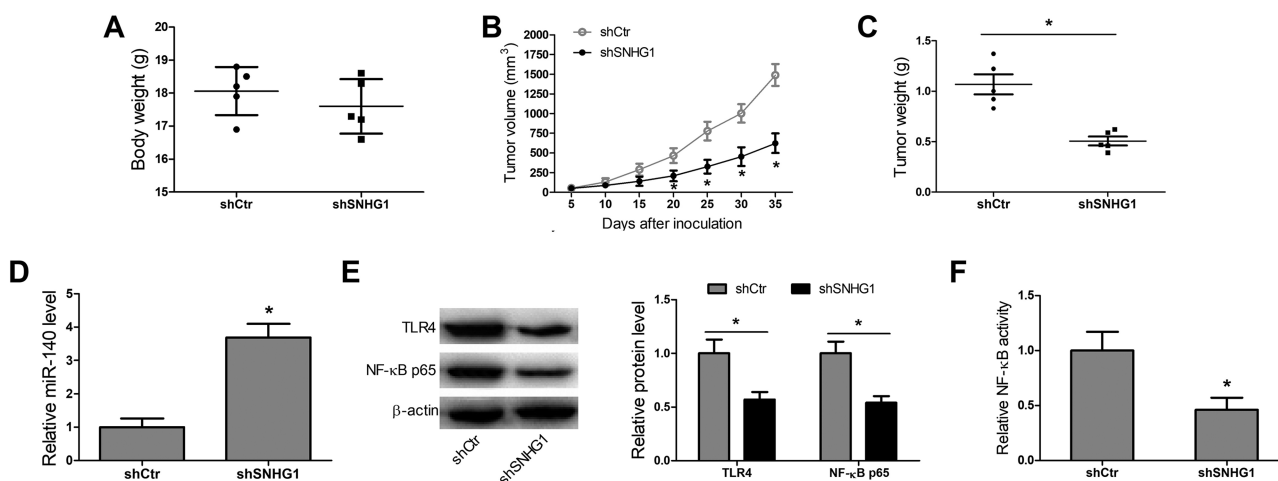 A
Body weight (g)
19
18
17
16
15
shCtr
shSNHG1
B
Tumor volume (mm³)
2000
1750
1500
1250
1000
750
500
250
0
shCtr
shSNHG1
*
*
*
*
5 10 15 20 25 30 35
Days after inoculation
C
Tumor weight (g)
1.5
1.0
0.5
0.0
*
shCtr
shSNHG1
D
Relative miR-140 level
5
4
3
2
1
0
*
shCtr
shSNHG1
E
TLR4
NF-κB p65
β-actin
shCtr
shSNHG1
shCtr
shSNHG1
Relative protein level
1.5
1.0
0.5
0.0
*
*
TLR4
NF-κB p65
F
Relative NF-κB activity
1.5
1.0
0.5
0.0
*
shCtr
shSNHG1